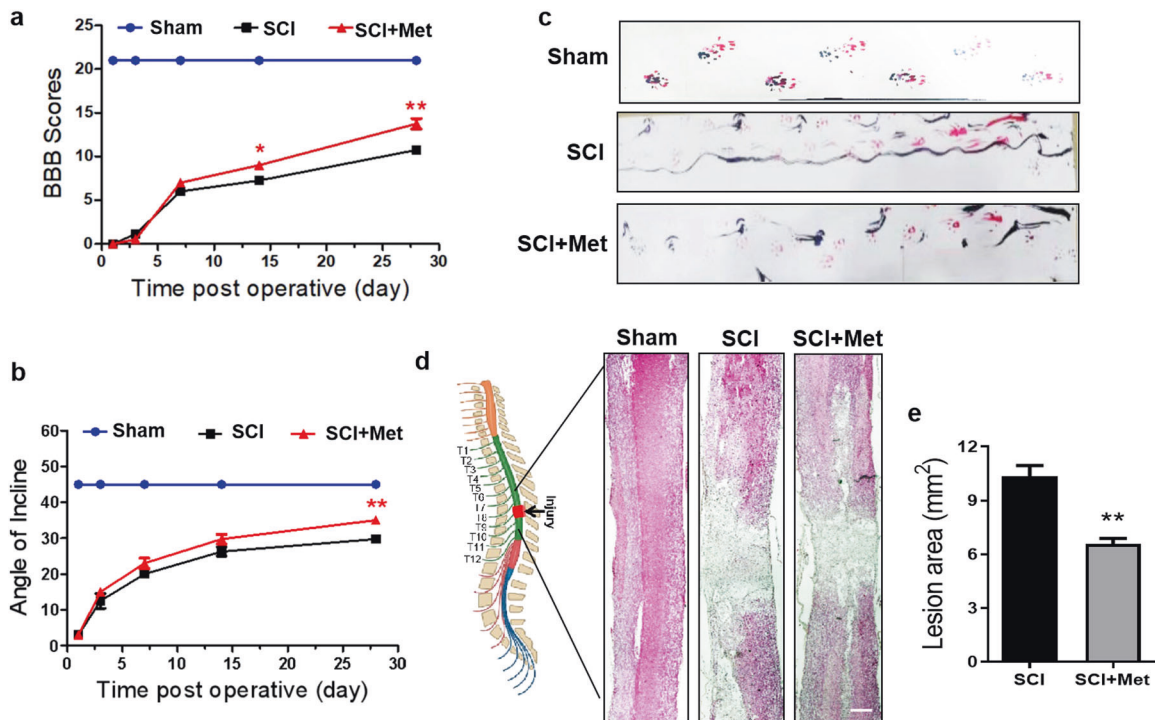 a
Sham SCI SCI+Met
BBB Scores
25
20
15
10
5
0
*
**
0 5 10 15 20 25 30
Time post operative (day)
b
Sham SCI SCI+Met
Angle of Incline
60
50
40
30
20
10
0
**
0 5 10 15 20 25 30
Time post operative (day)
c
Sham
SCI
SCI+Met
d
Sham SCI SCI+Met
T1
T2
T3
T4
T5
T6
T7
T8
T9
T10
T11
T12
Injury
e
Lesion area (mm²)
12
9
6
3
0
**
SCI SCI+Met